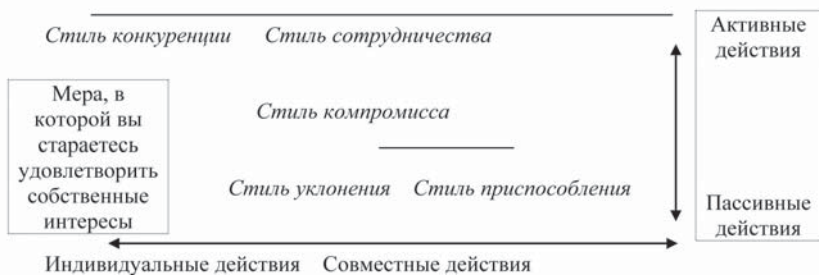 Стиль конкуренции Стиль сотрудничества
Активные
действия
Мера, в
которой вы
стараетесь
удовлетворить
собственные
интересы
Стиль компромисса
Стиль уклонения Стиль приспособления
Пассивные
действия
Индивидуальные действия Совместные действия